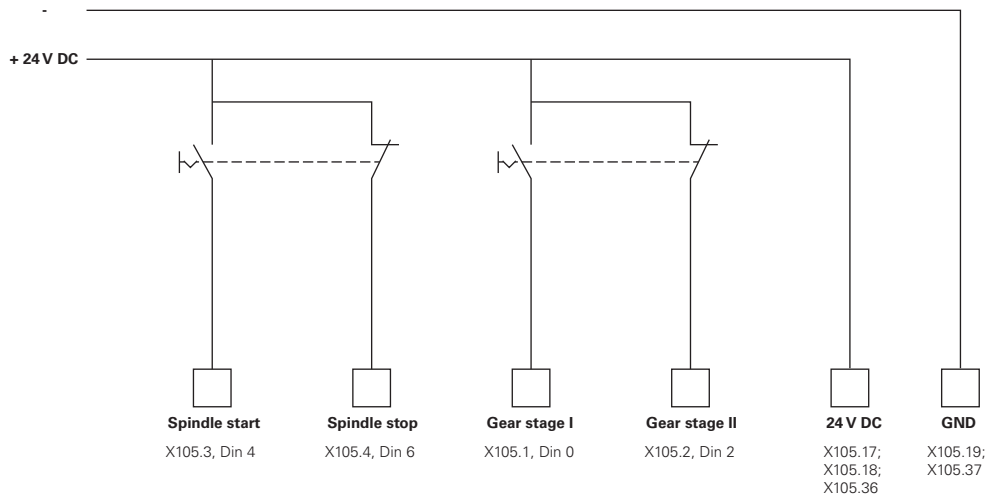 -
+ 24 V DC
Spindle start
X105.3, Din 4
Spindle stop
X105.4, Din 6
Gear stage I
X105.1, Din 0
Gear stage II
X105.2, Din 2
24 V DC
X105.17;
X105.18;
X105.36
GND
X105.19;
X105.37